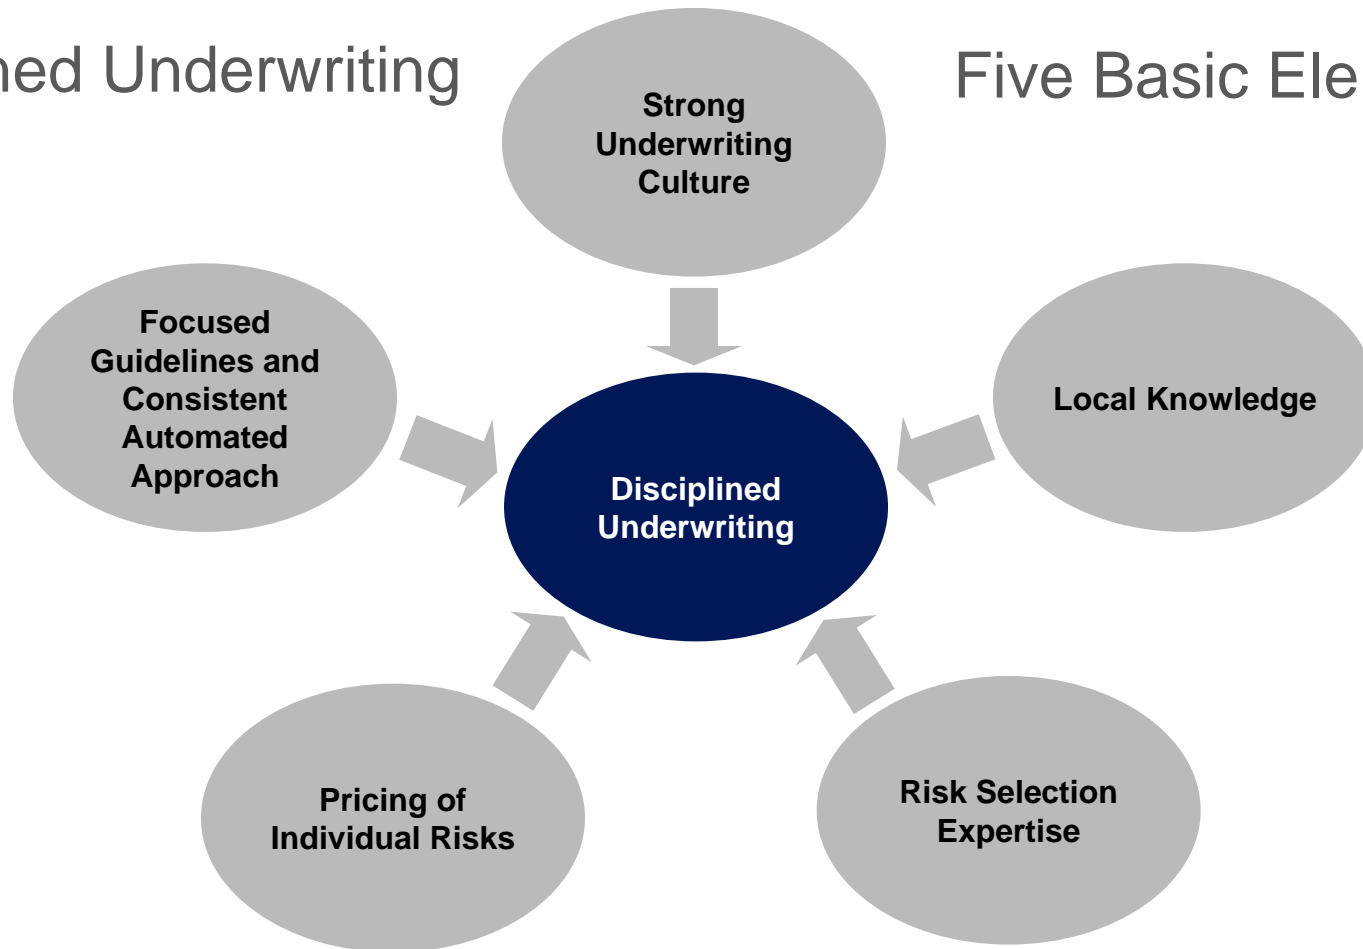 ned Underwriting
Five Basic Ele
Strong
Underwriting
Culture
Focused
Guidelines and
Consistent
Automated
Approach
Local Knowledge
Disciplined
Underwriting
Pricing of
Individual Risks
Risk Selection
Expertise